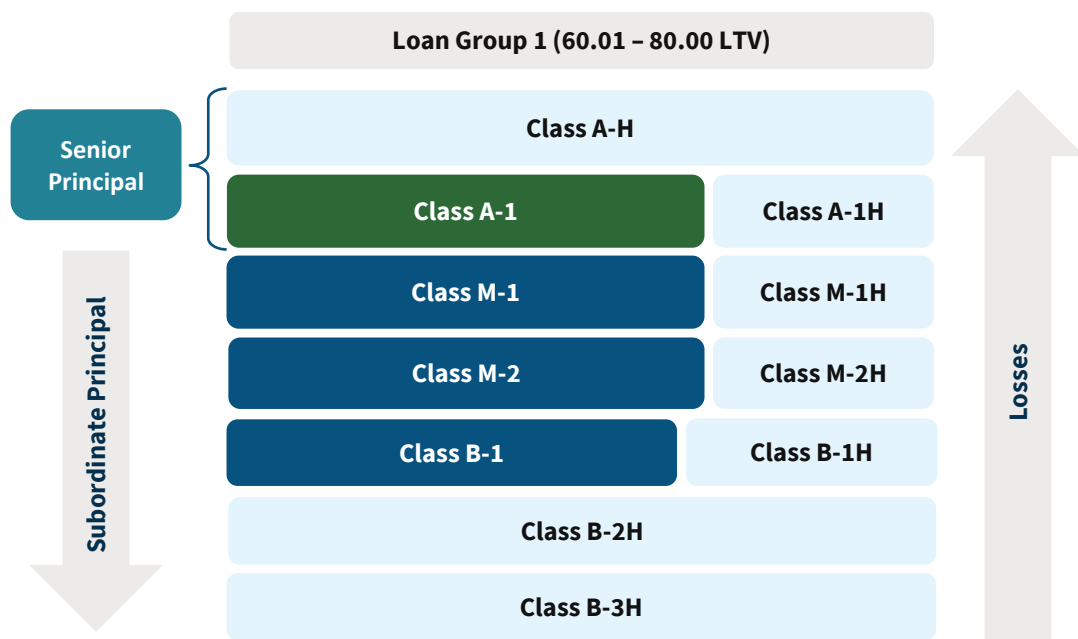 Loan Group 1 (60.01 – 80.00 LTV)
Senior
Principal
Class A-H
Class A-1
Class A-1H
Class M-1
Class M-1H
Class M-2
Class M-2H
Class B-1
Class B-1H
Class B-2H
Class B-3H
Subordinate Principal
Losses